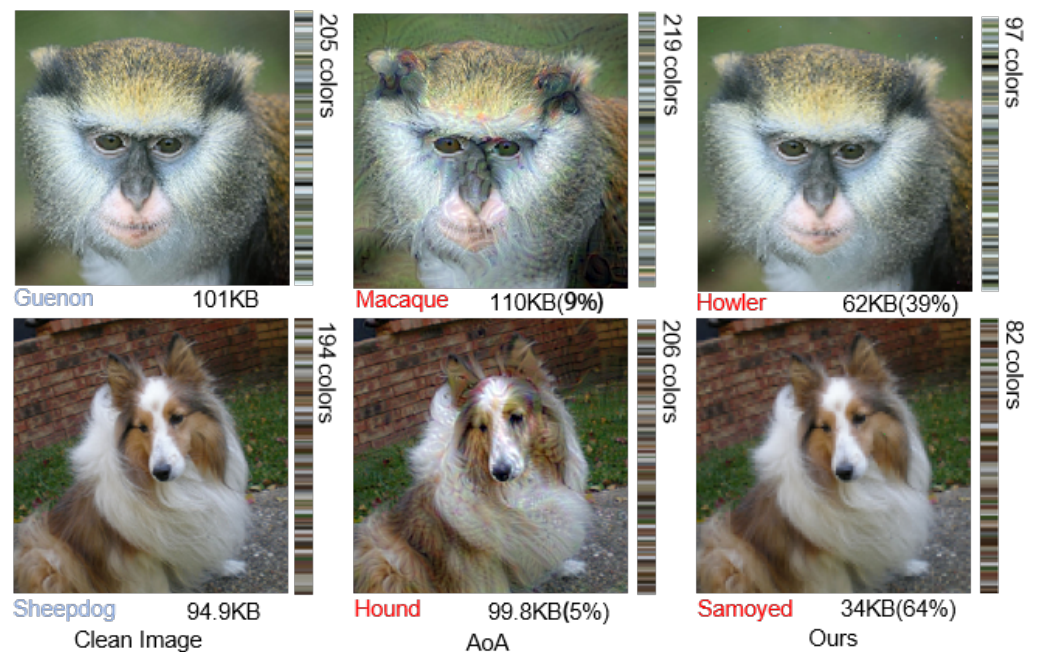 205 colors
219 colors
97 colors
Guenon 101KB
Macaque 110KB(9%)
Howler 62KB(39%)
194 colors
206 colors
82 colors
Sheepdog 94.9KB
Hound 99.8KB(5%)
Samoyed 34KB(64%)
Clean Image
AoA
Ours